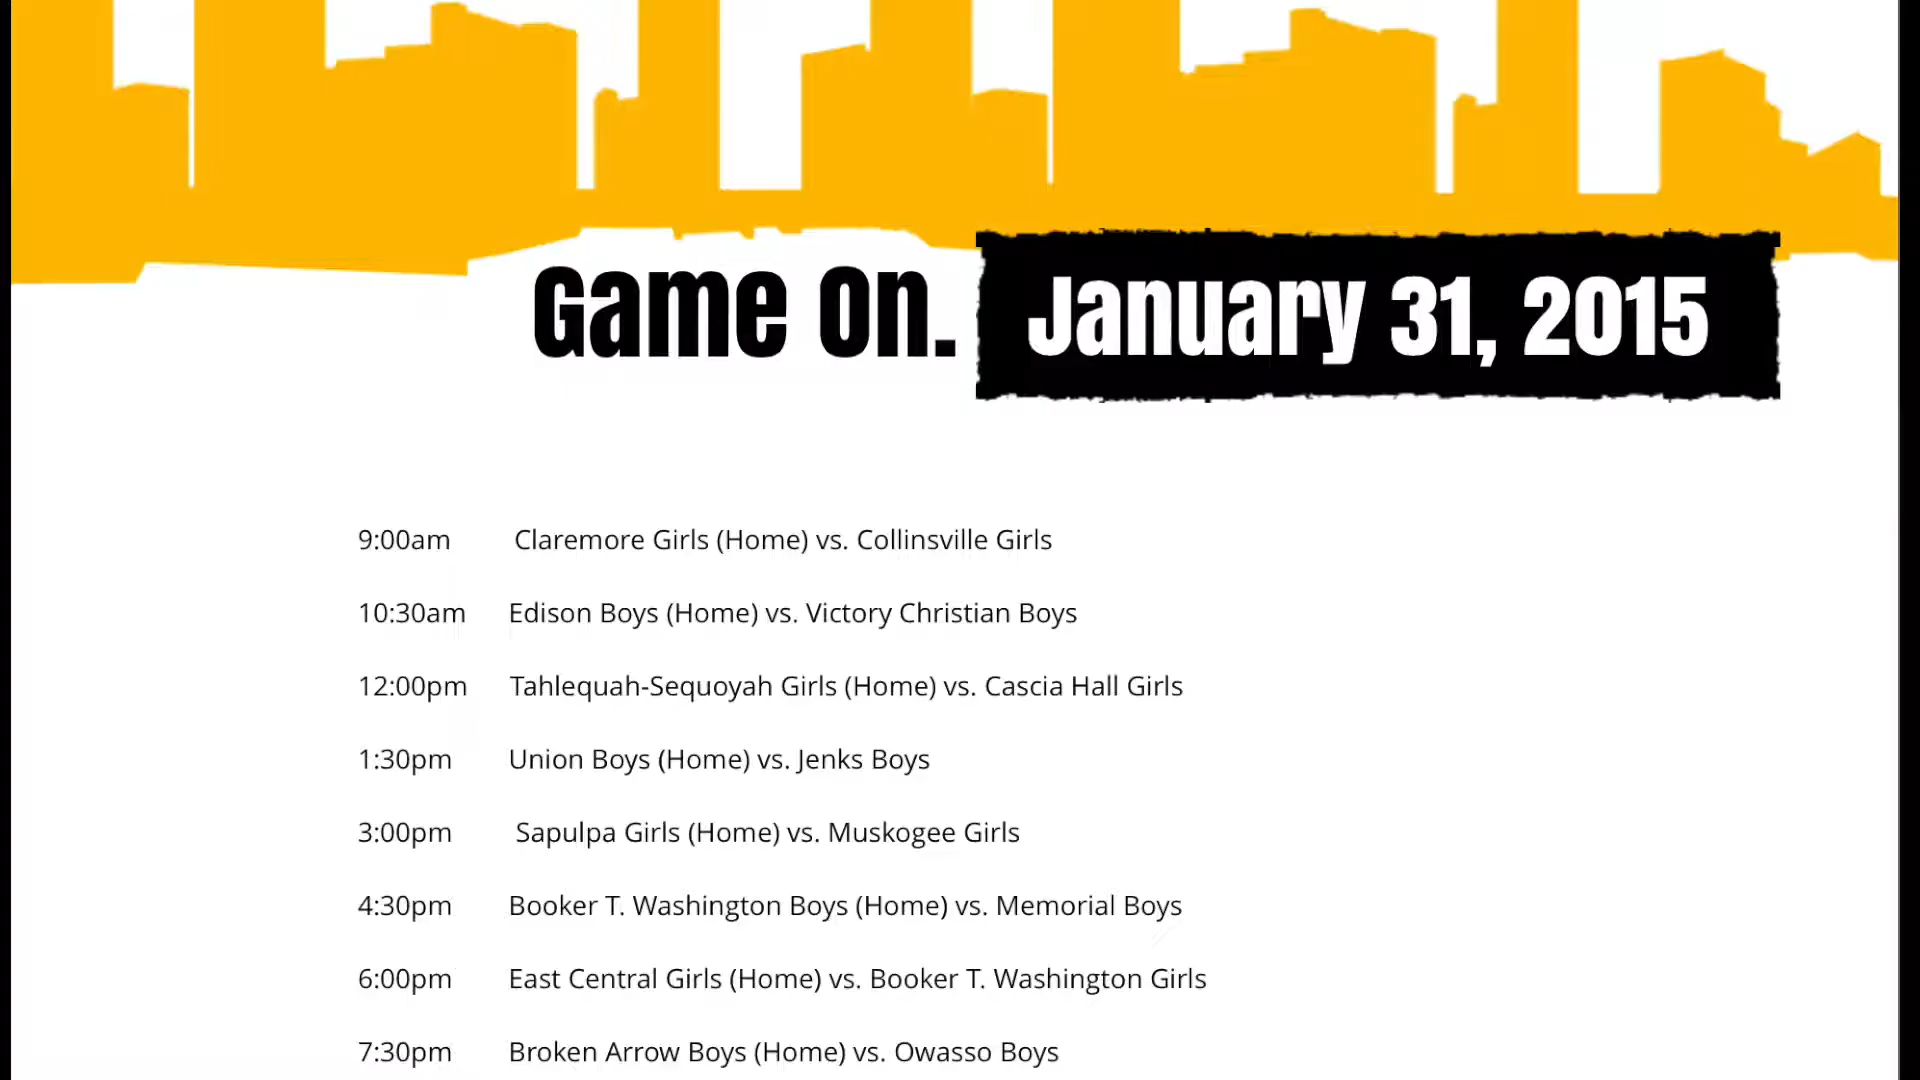 Game On. January 31, 2015
9:00am Claremore Girls (Home) vs. Collinsville Girls
10:30am Edison Boys (Home) vs. Victory Christian Boys
12:00pm Tahlequah-Sequoyah Girls (Home) vs. Cascia Hall Girls
1:30pm Union Boys (Home) vs. Jenks Boys
3:00pm Sapulpa Girls (Home) vs. Muskogee Girls
4:30pm Booker T. Washington Boys (Home) vs. Memorial Boys
6:00pm East Central Girls (Home) vs. Booker T. Washington Girls
7:30pm Broken Arrow Boys (Home) vs. Owasso Boys